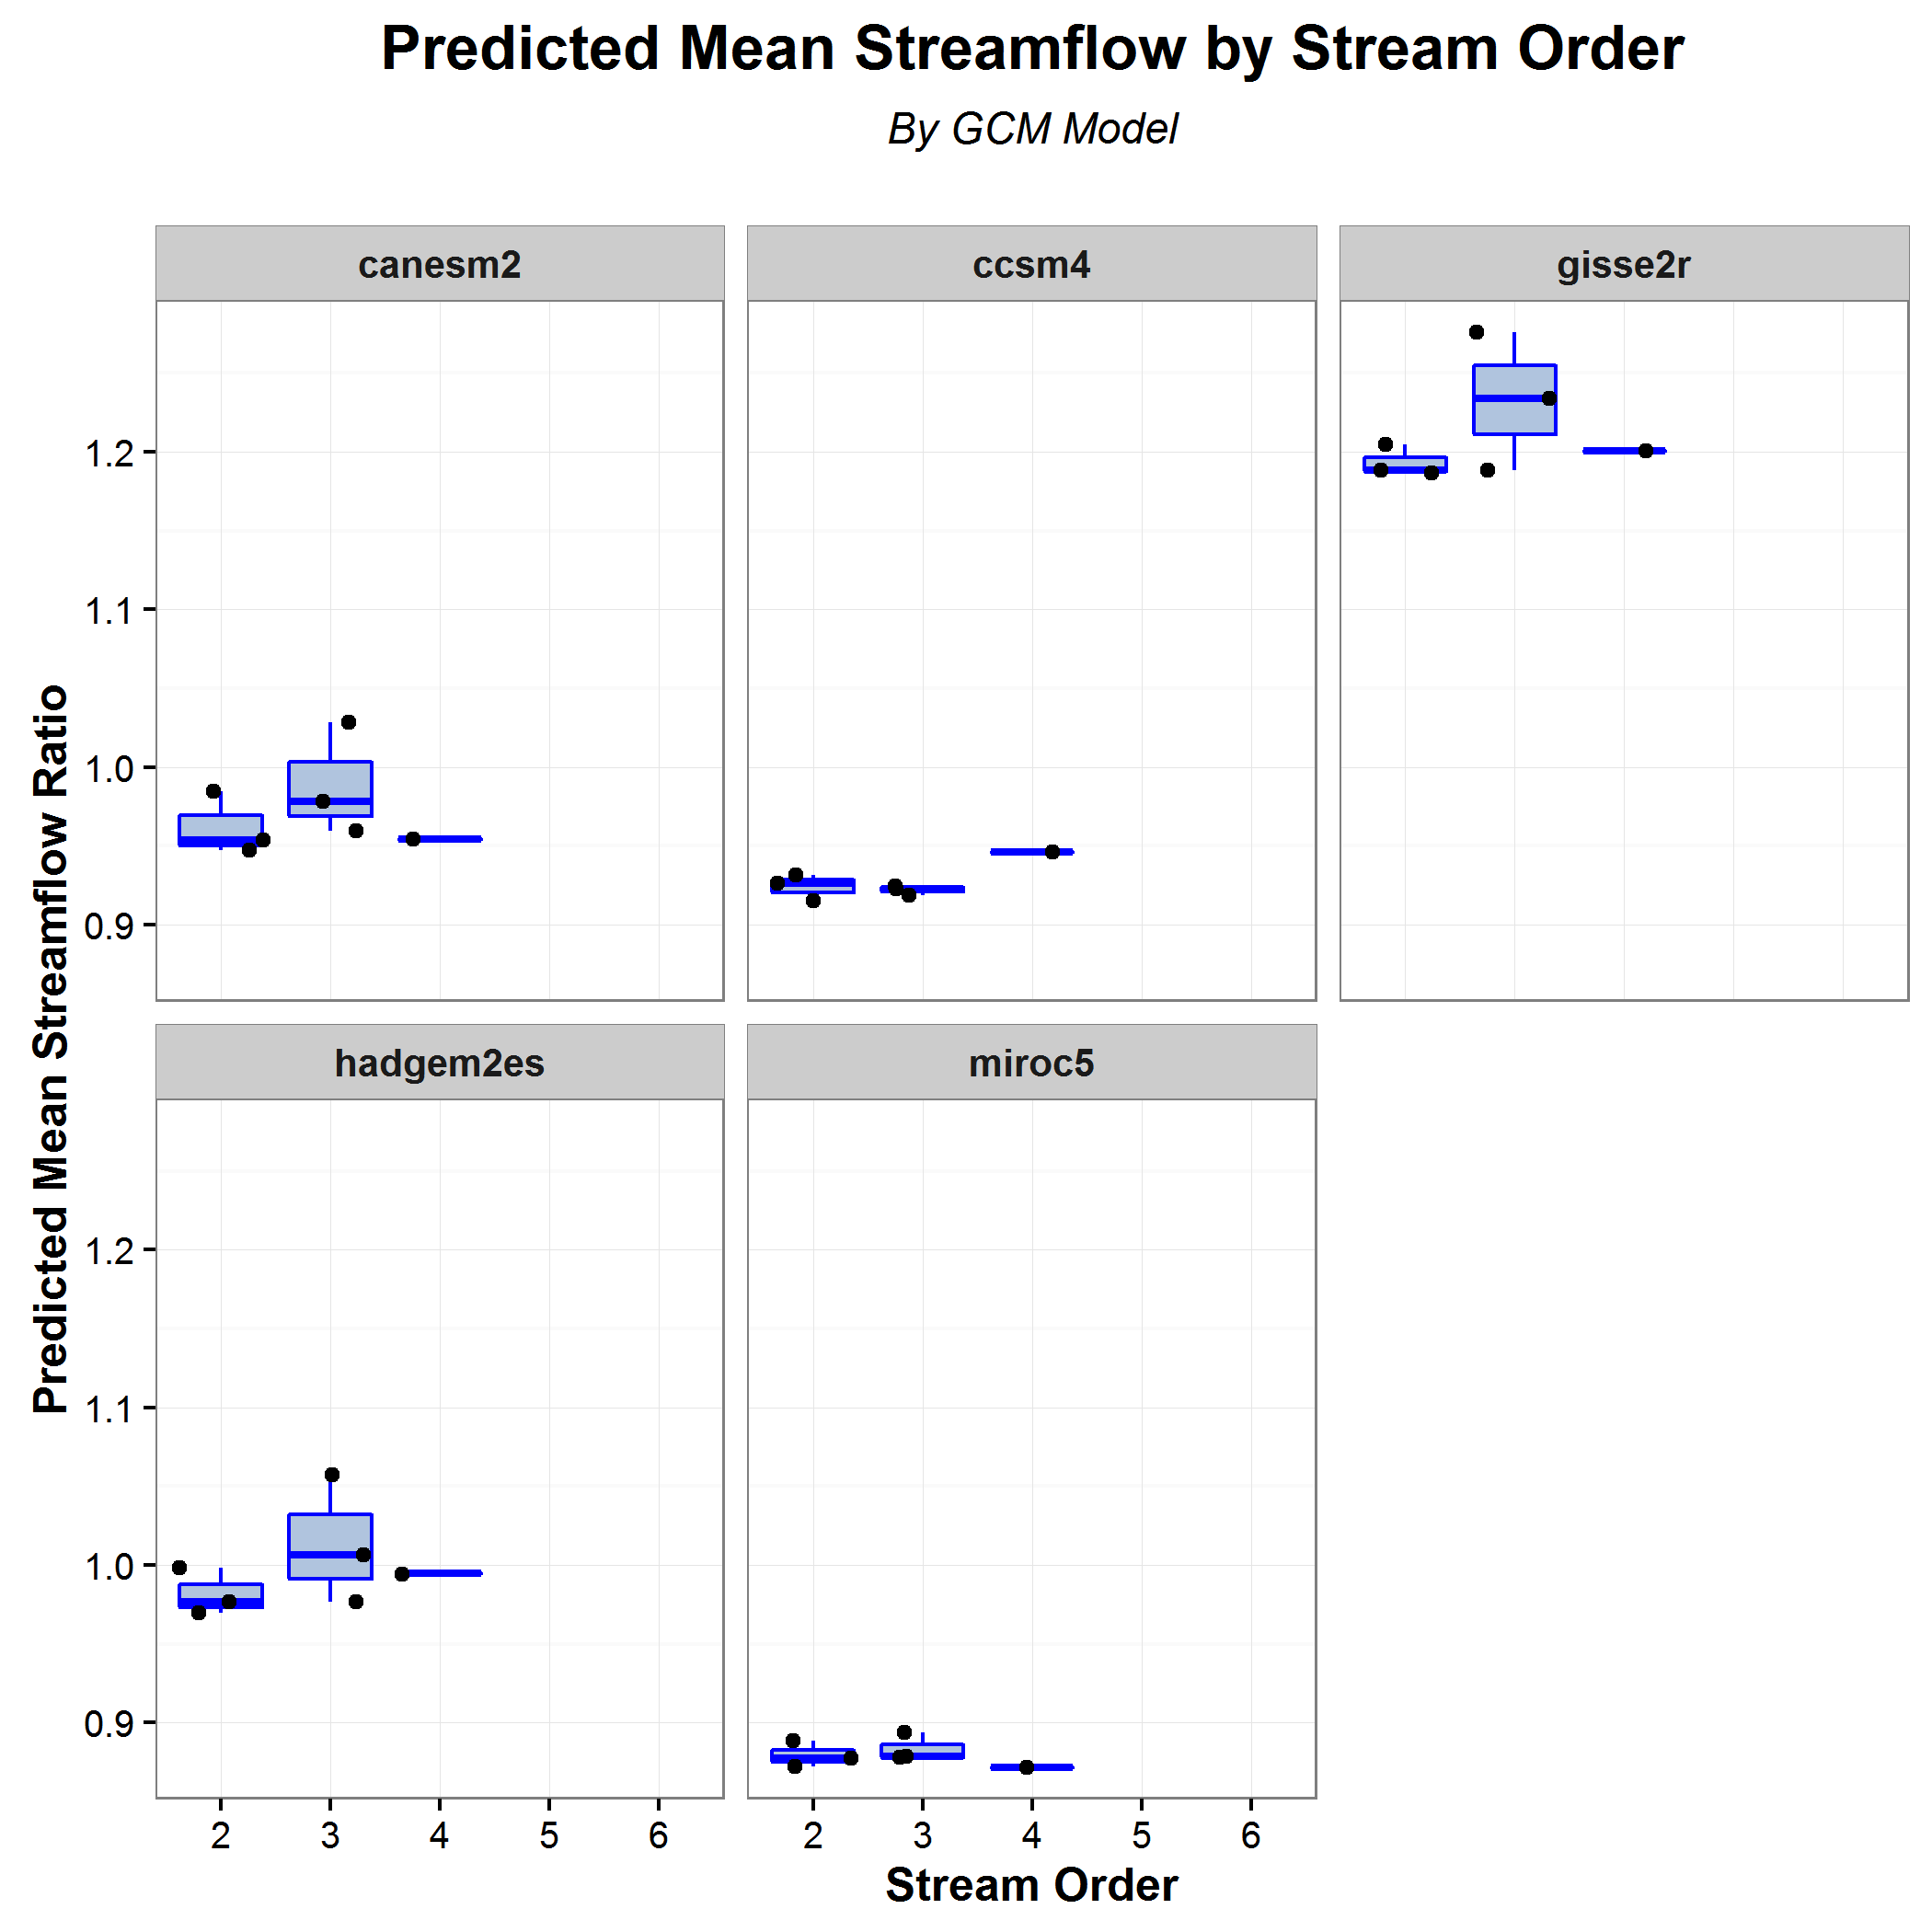 Predicted Mean Streamflow by Stream Order
By GCM Model
canesm2
ccsm4
gisse2r
1.2
1.1
1.0
0.9
Predicted Mean Streamflow Ratio
hadgem2es
miroc5
1.2
1.1
1.0
0.9
2 3 4 5 6
2 3 4 5 6
Stream Order